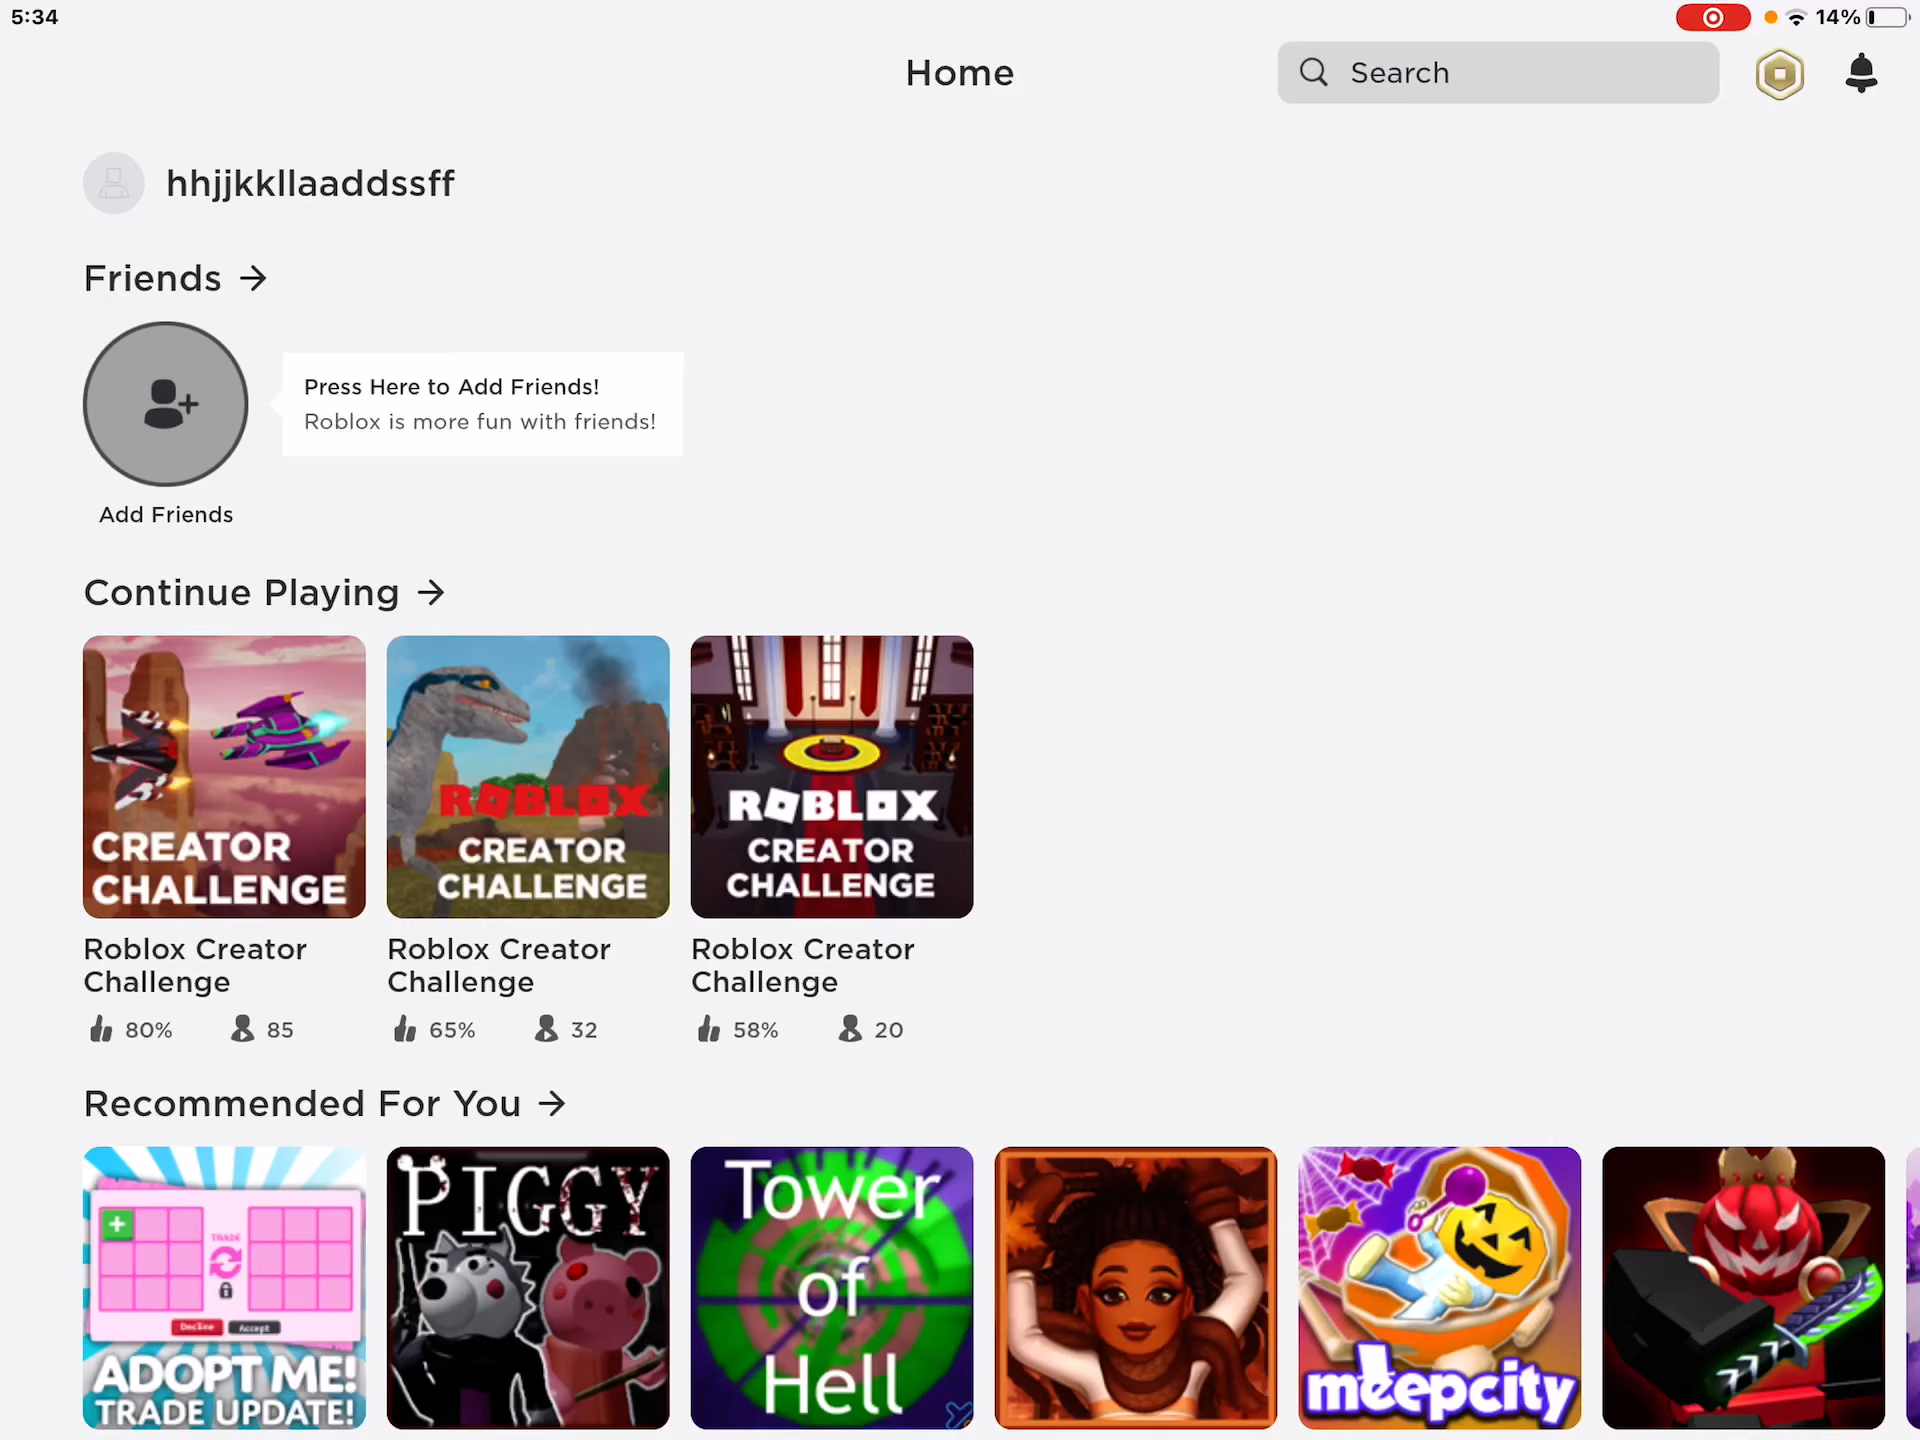 5:34
14%
Home
Search
hhjjkkllaaddssff
Friends
Press Here to Add Friends!
Roblox is more fun with friends!
Add Friends
Continue Playing
CREATOR
CHALLENGE
ROBLOX
CREATOR
CHALLENGE
ROBLOX
CREATOR
CHALLENGE
Roblox Creator
Challenge
80% 85
Roblox Creator
Challenge
65% 32
Roblox Creator
Challenge
58% 20
Recommended For You
TRADE
Decline Accept
ADOPT ME!
TRADE UPDATE!
PIGGY
Tower
of
Hell
meepcity